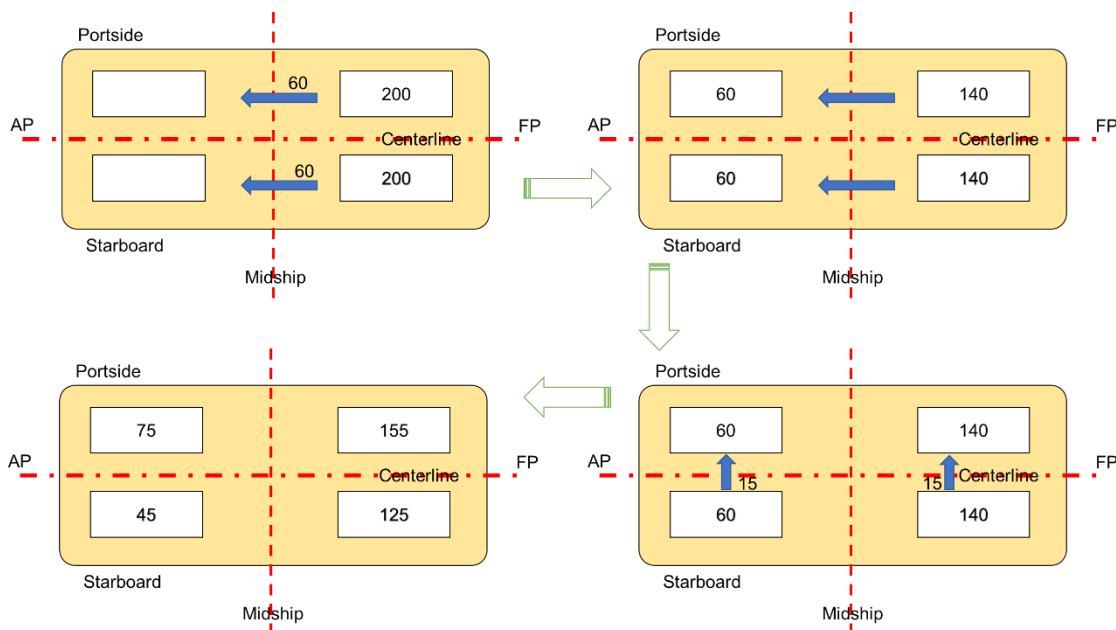 Portside
60
200
AP
Centerline
FP
60
200
Starboard
Midship
Portside
60
140
AP
Centerline
FP
60
140
Starboard
Midship
Portside
75
155
AP
Centerline
FP
45
125
Starboard
Midship
Portside
60
140
AP
Centerline
FP
15
15
60
140
Starboard
Midship